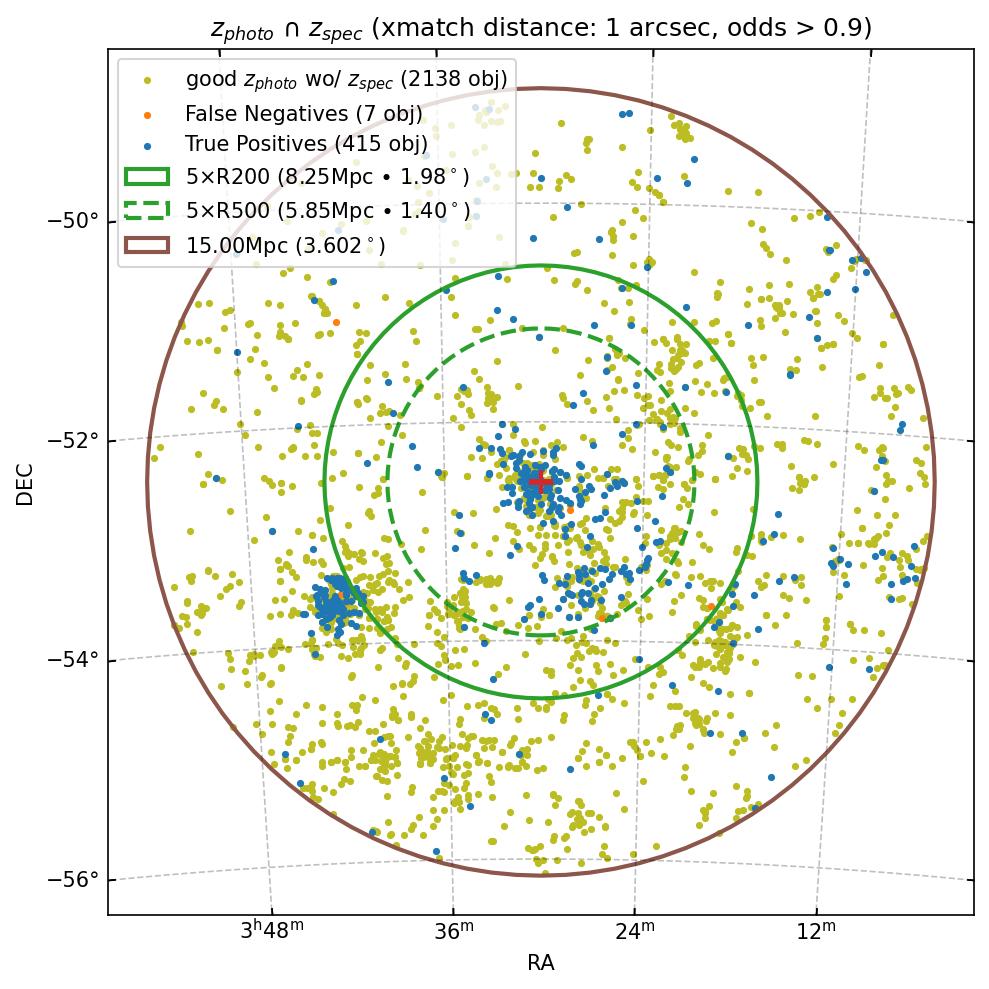 z_photo ∩ z_spec (xmatch distance: 1 arcsec, odds > 0.9)
good z_photo wo/ z_spec (2138 obj)
False Negatives (7 obj)
True Positives (415 obj)
5×R200 (8.25Mpc • 1.98°)
5×R500 (5.85Mpc • 1.40°)
15.00Mpc (3.602°)
−50°
−52°
−54°
−56°
DEC
3h48m 36m 24m 12m
RA